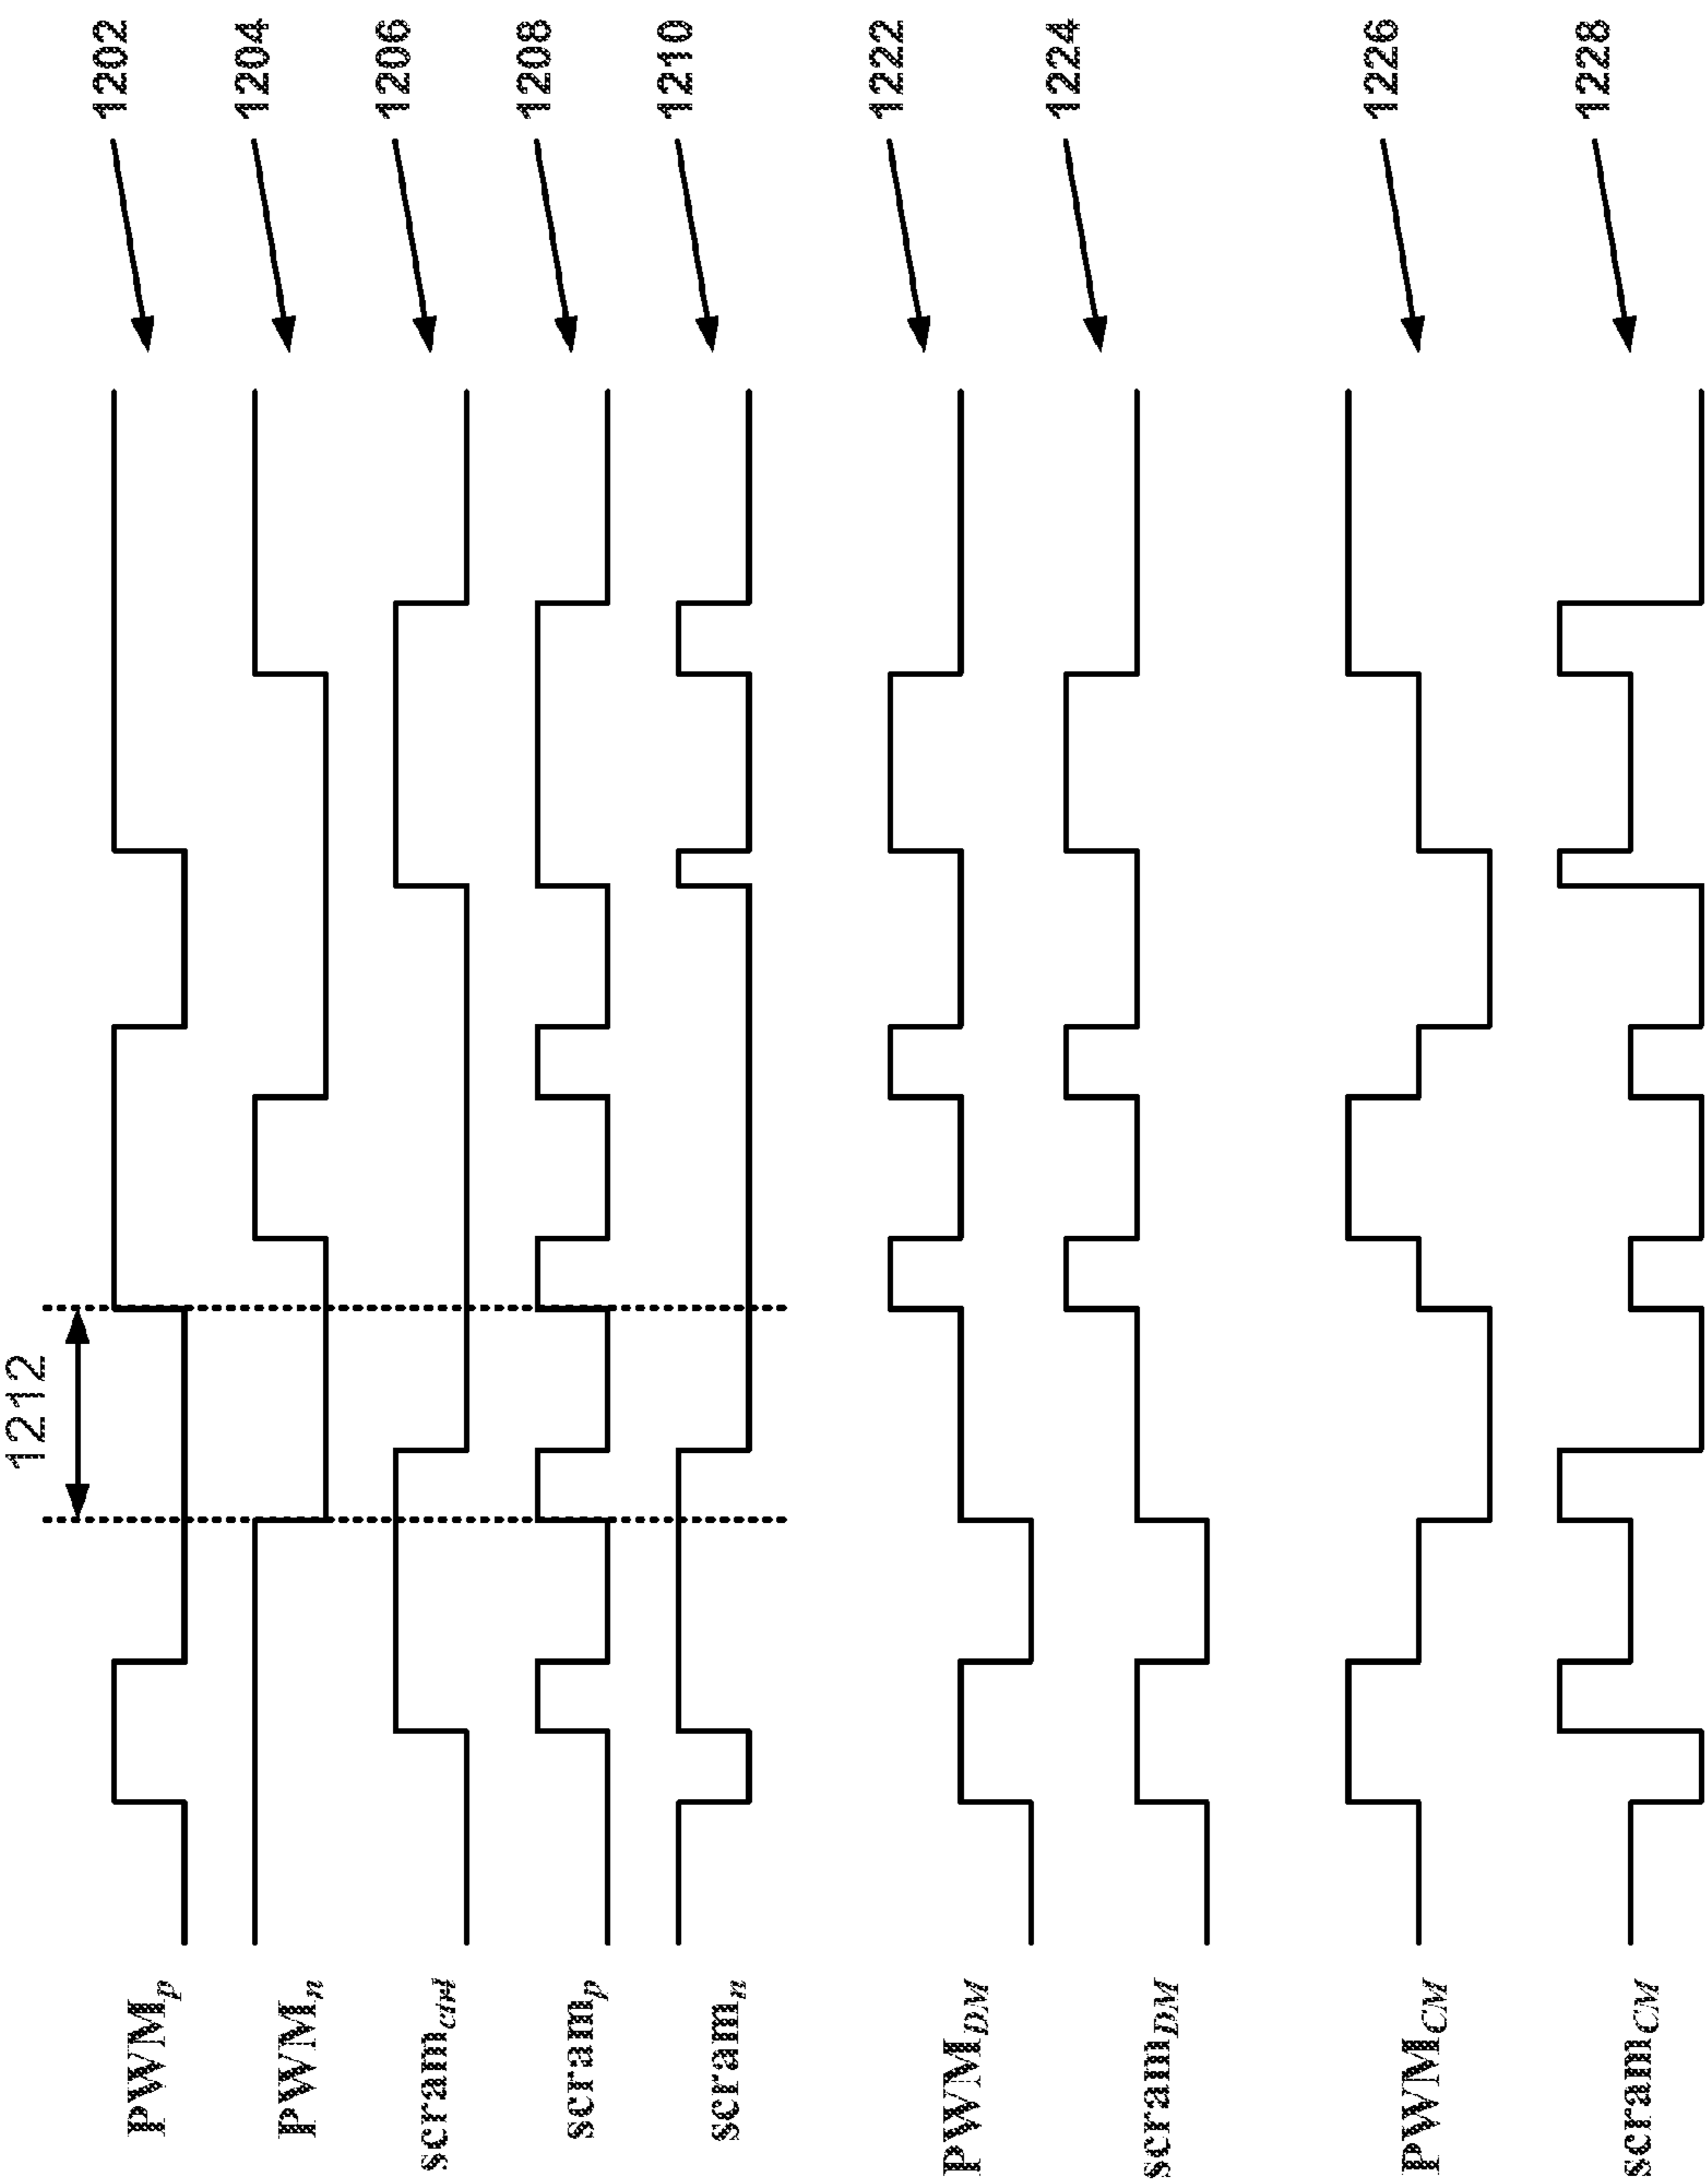 1212
PWMp 1202
PWMn 1204
scramctrl 1206
scramp 1208
scramn 1210
PWMDM 1222
scramDM 1224
PWMCM 1226
scramCM 1228